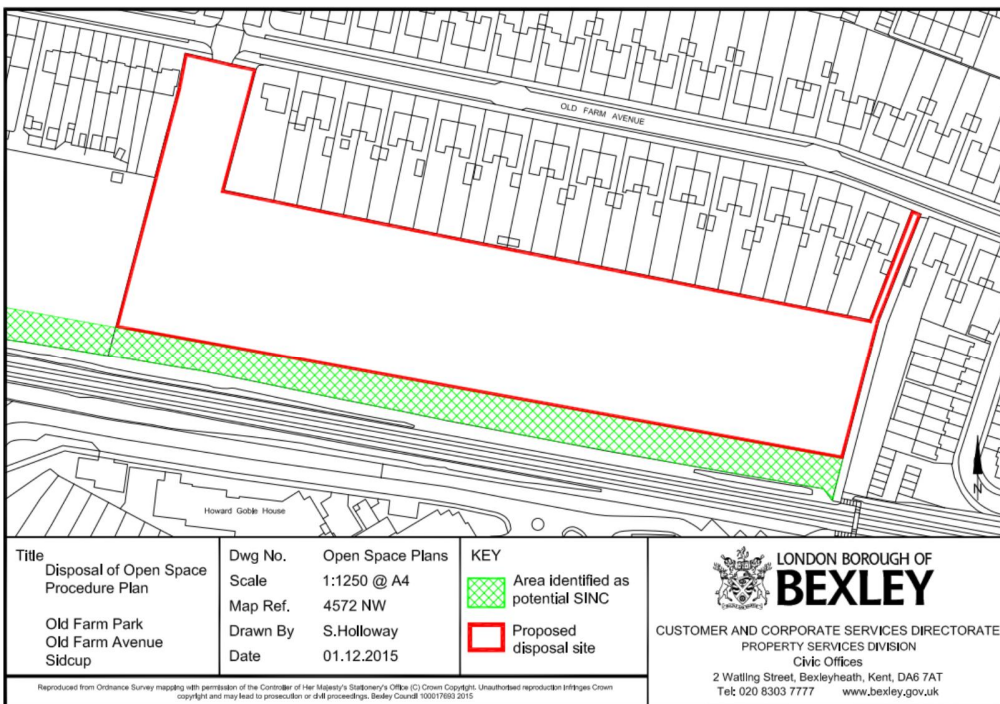 OLD FARM AVENUE
N
Howard Goble House
Title
Disposal of Open Space
Procedure Plan
Old Farm Park
Old Farm Avenue
Sidcup
Dwg No. Open Space Plans
Scale 1:1250 @ A4
Map Ref. 4572 NW
Drawn By S.Holloway
Date 01.12.2015
KEY
Area identified as
potential SINC
Proposed
disposal site
LONDON BOROUGH OF
BEXLEY
CUSTOMER AND CORPORATE SERVICES DIRECTORATE
PROPERTY SERVICES DIVISION
Civic Offices
2 Watling Street, Bexleyheath, Kent, DA6 7AT
Tel: 020 8303 7777 www.bexley.gov.uk
Reproduced from Ordnance Survey mapping with permission of the Controller of Her Majesty's Stationery's Office (C) Crown Copyright. Unauthorised reproduction infringes Crown
copyright and may lead to prosecution or civil proceedings. Bexley Council 100017693 2015